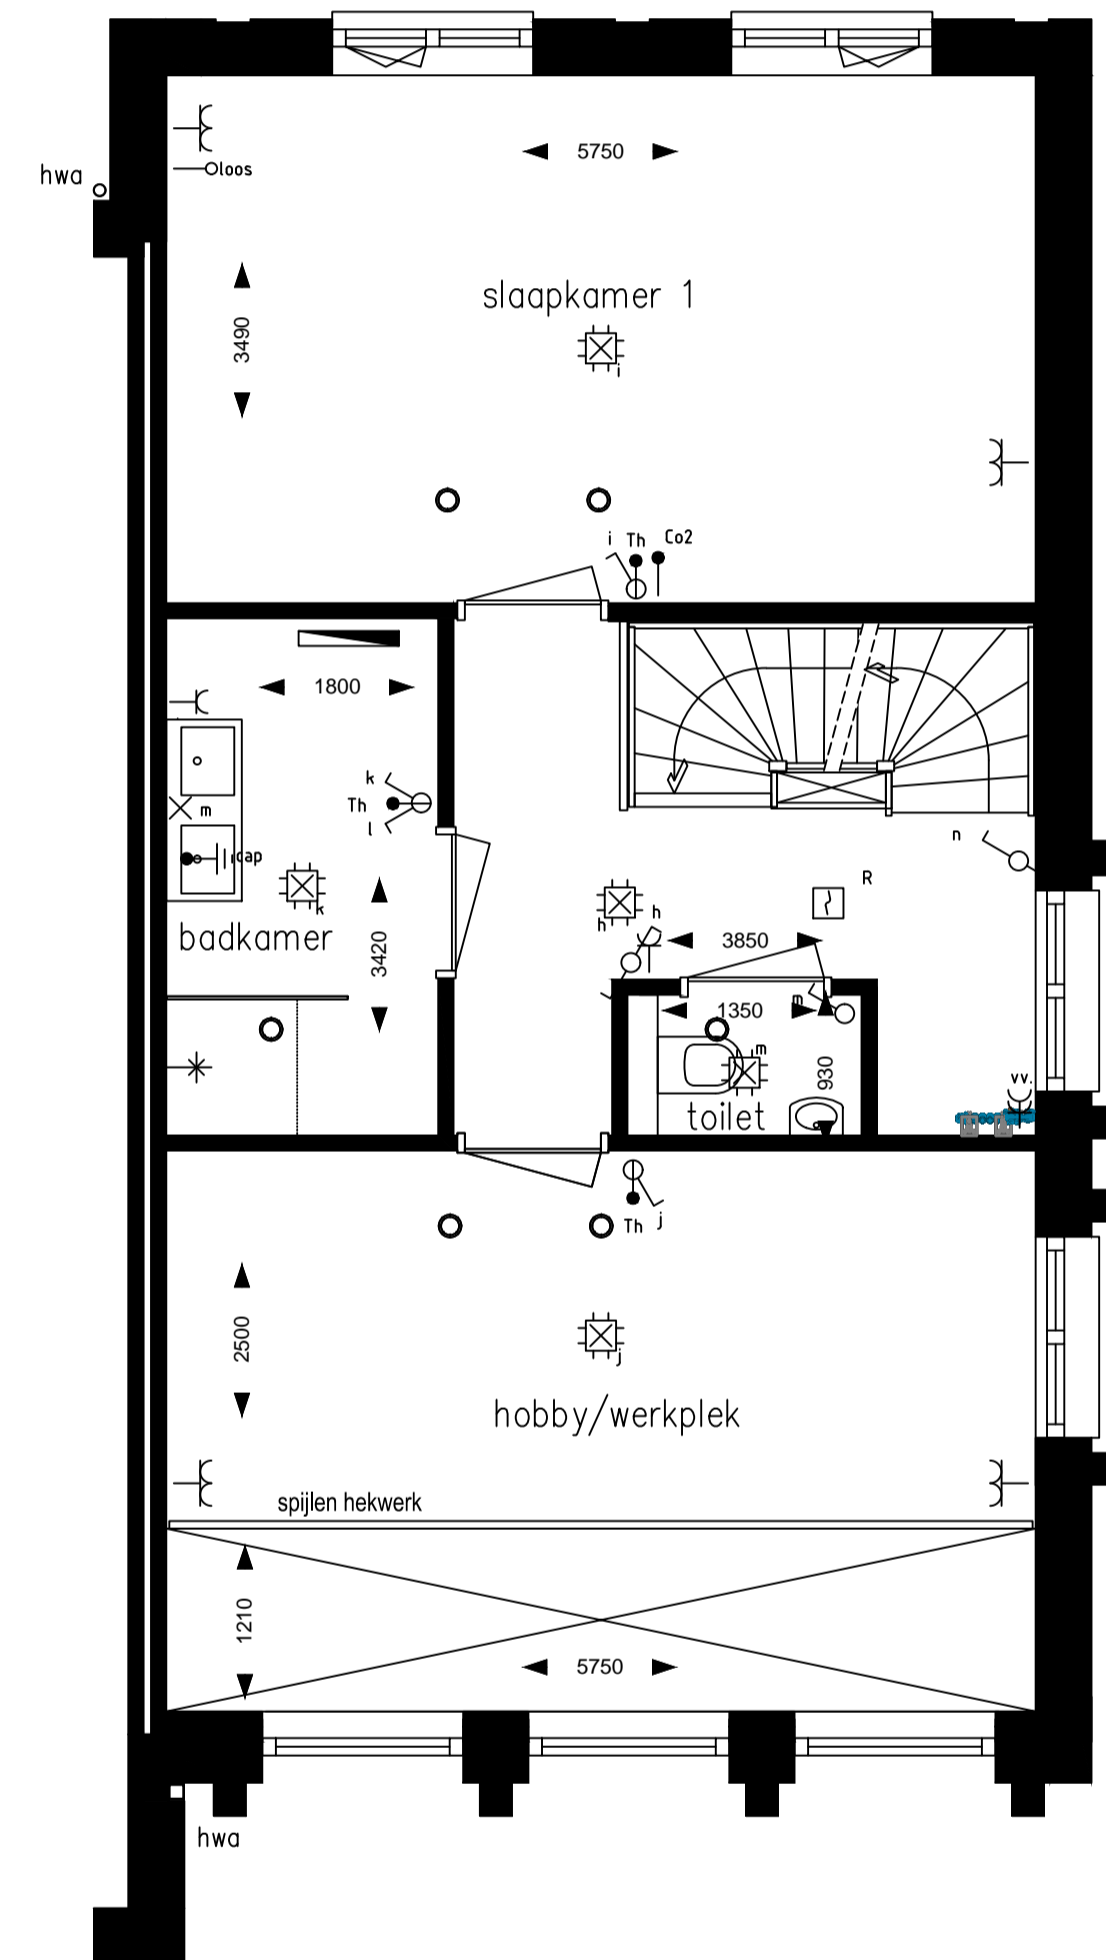 5750
hwa
loos
3490
slaapkamer 1
i
i
Th
Co2
1800
k
Th
l
m
cap
k
badkamer
3420
n
R
h
h
3850
1350
m
m
930
toilet
vv.
Th
j
2500
j
hobby/werkplek
spijlen hekwerk
1210
5750
hwa